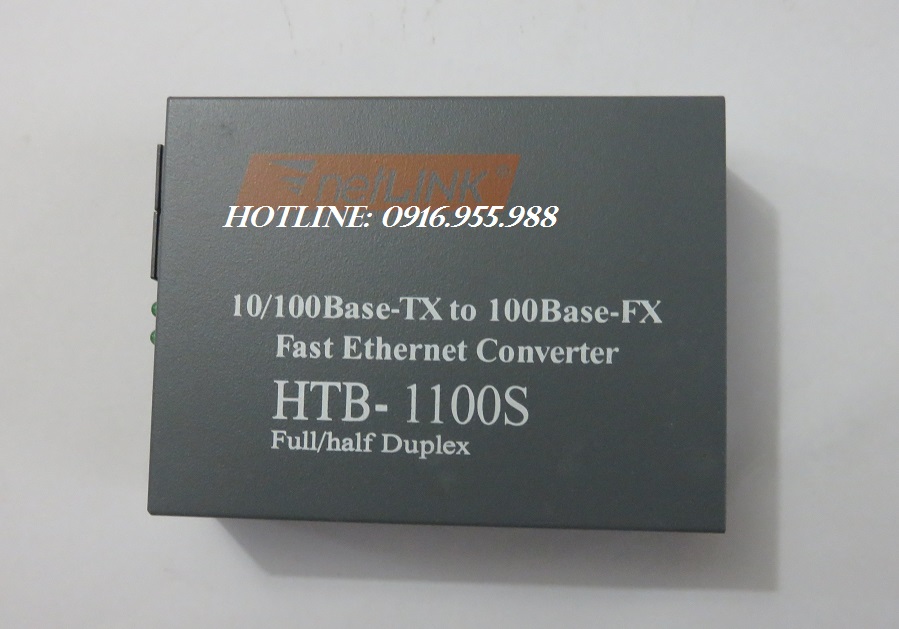 netLINK®
HOTLINE: 0916.955.988
10/100Base-TX to 100Base-FX
Fast Ethernet Converter
HTB- 1100S
Full/half Duplex